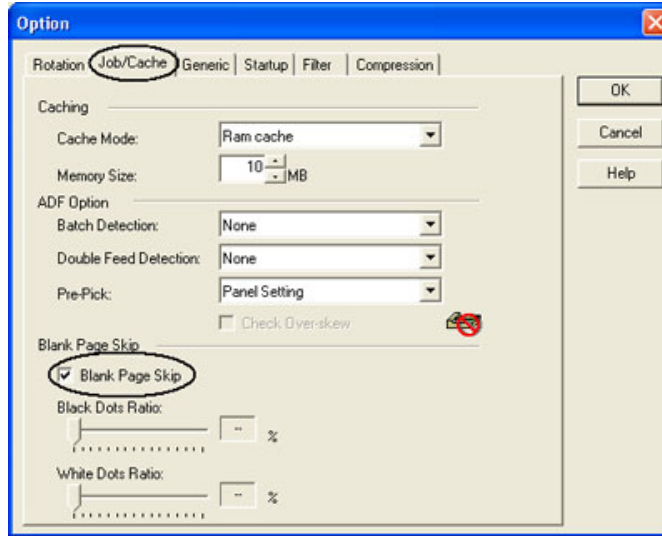 Option
Rotation Job/Cache Generic Startup Filter Compression
OK
Cancel
Help
Caching
Cache Mode: Ram cache
Memory Size: 10 MB
ADF Option
Batch Detection: None
Double Feed Detection: None
Pre-Pick: Panel Setting
Check Over-skew
Blank Page Skip
Blank Page Skip
Black Dots Ratio:
-- %
White Dots Ratio:
-- %